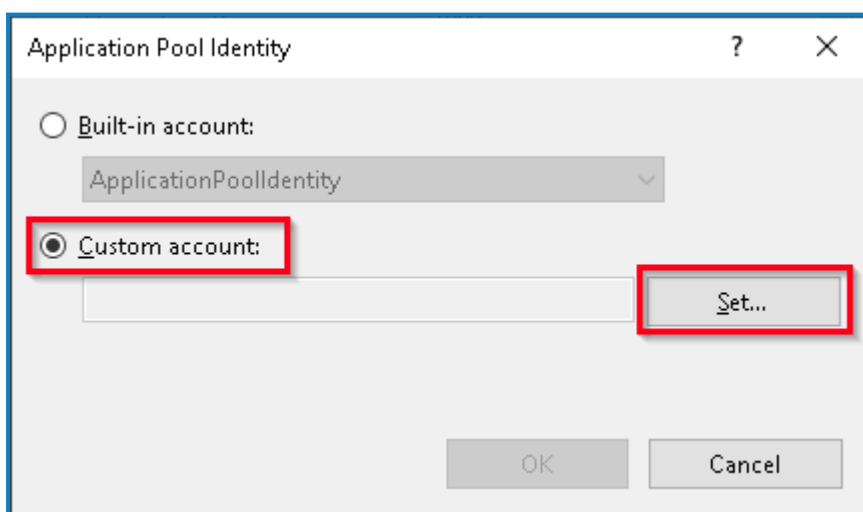 Application Pool Identity ?
Built-in account:
ApplicationPoolIdentity
Custom account:
Set...
OK Cancel